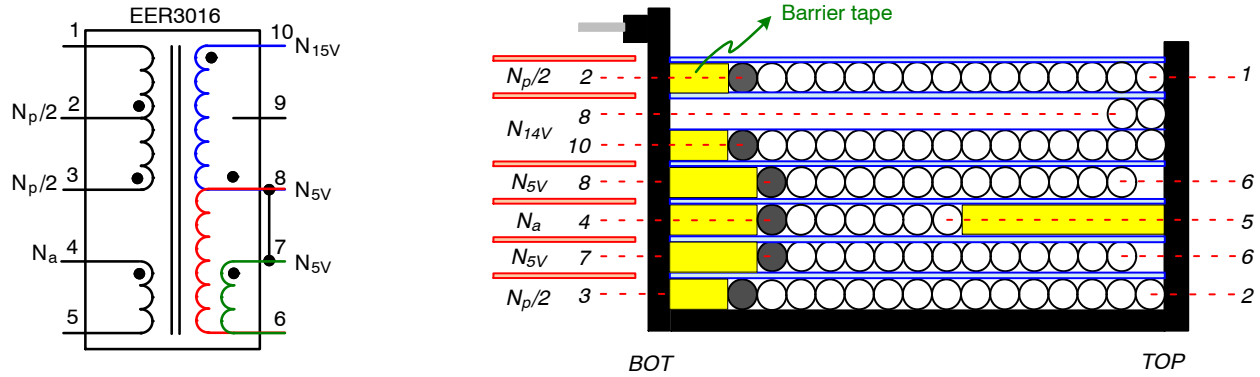 EER3016
1
10
N15V
Np/2
2
9
Np/2
3
8
N5V
Na
4
7
N5V
5
6
Barrier tape
Np/2 2 1
8
N14V
10
N5V 8 6
Na 4 5
N5V 7 6
Np/2 3 2
BOT TOP